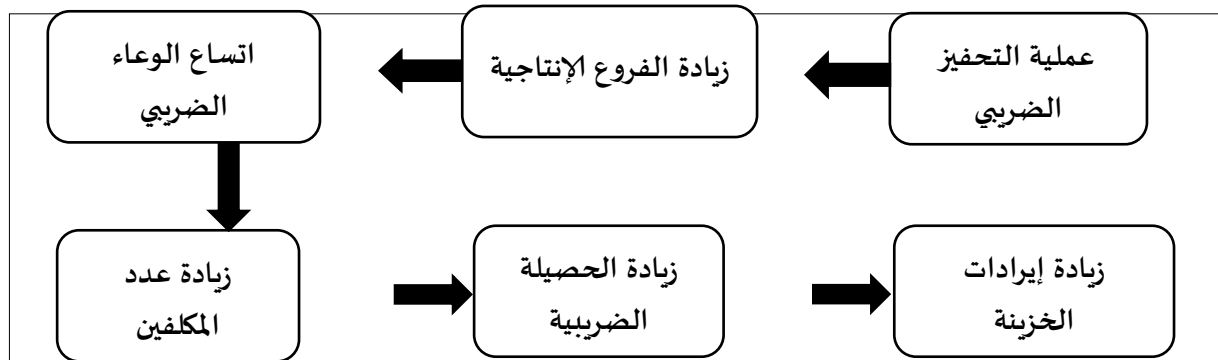 عملية التحفيز
الضريبي
زيادة الفروع الإنتاجية
اتساع الوعاء
الضريبي
زيادة عدد
المكلفين
زيادة الحصيلة
الضريبية
زيادة إيرادات
الخزينة